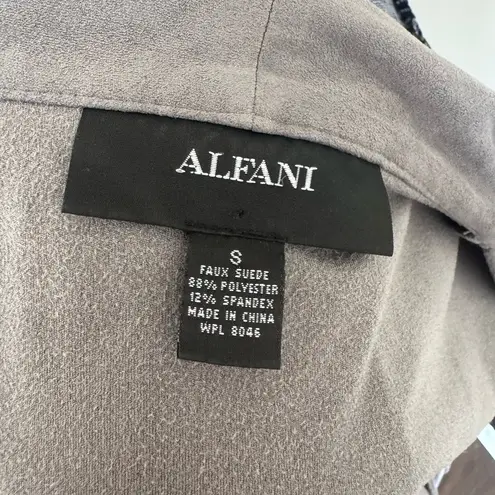 ALFANI
S
FAUX SUEDE
88% POLYESTER
12% SPANDEX
MADE IN CHINA
WPL 8046